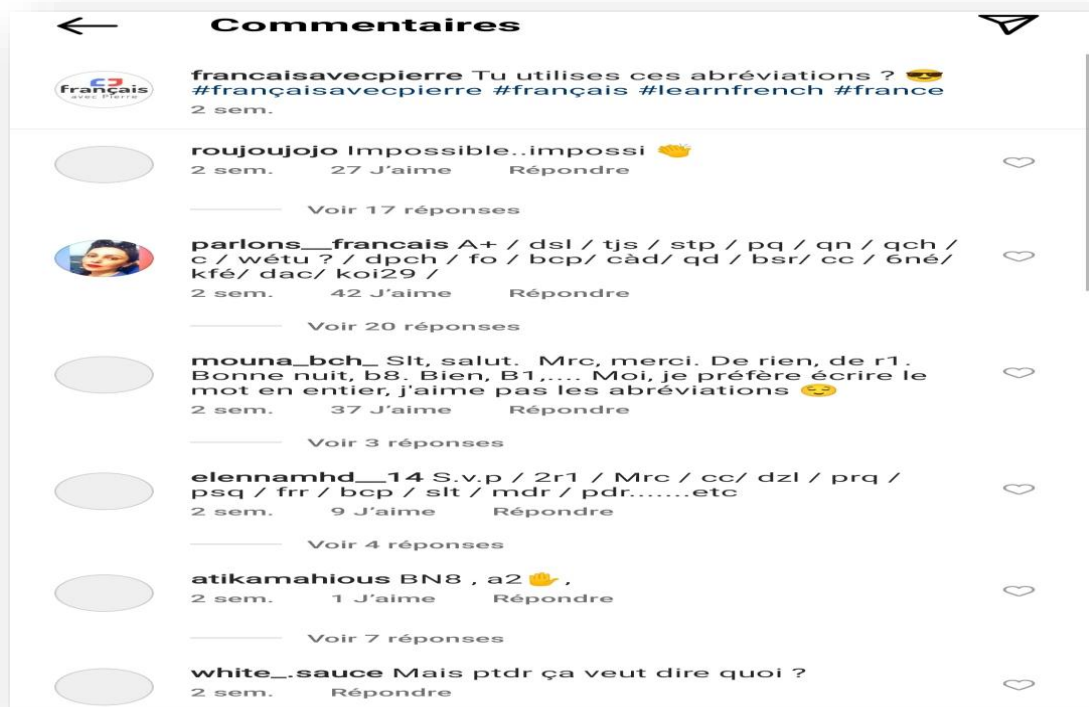 Commentaires
français
avec Pierre
francaisavecpierre Tu utilises ces abréviations ? 😎
#françaisavecpierre #français #learnfrench #france
2 sem.
roujoujojo Impossible..impossi 👏
2 sem. 27 J'aime Répondre
Voir 17 réponses
parlons__francais A+ / dsl / tjs / stp / pq / qn / qch /
c / wétu ? / dpch / fo / bcp/ càd/ qd / bsr/ cc / 6né/
kfé/ dac/ koi29 /
2 sem. 42 J'aime Répondre
Voir 20 réponses
mouna_bch_ Slt, salut. Mrc, merci. De rien, de r1.
Bonne nuit, b8. Bien, B1,.... Moi, je préfère écrire le
mot en entier, j'aime pas les abréviations 😌
2 sem. 37 J'aime Répondre
Voir 3 réponses
elennamhd__14 S.v.p / 2r1 / Mrc / cc/ dzl / prq /
psq / frr / bcp / slt / mdr / pdr.......etc
2 sem. 9 J'aime Répondre
Voir 4 réponses
atikamahious BN8 , a2 🤚 ,
2 sem. 1 J'aime Répondre
Voir 7 réponses
white_.sauce Mais ptdr ça veut dire quoi ?
2 sem. Répondre